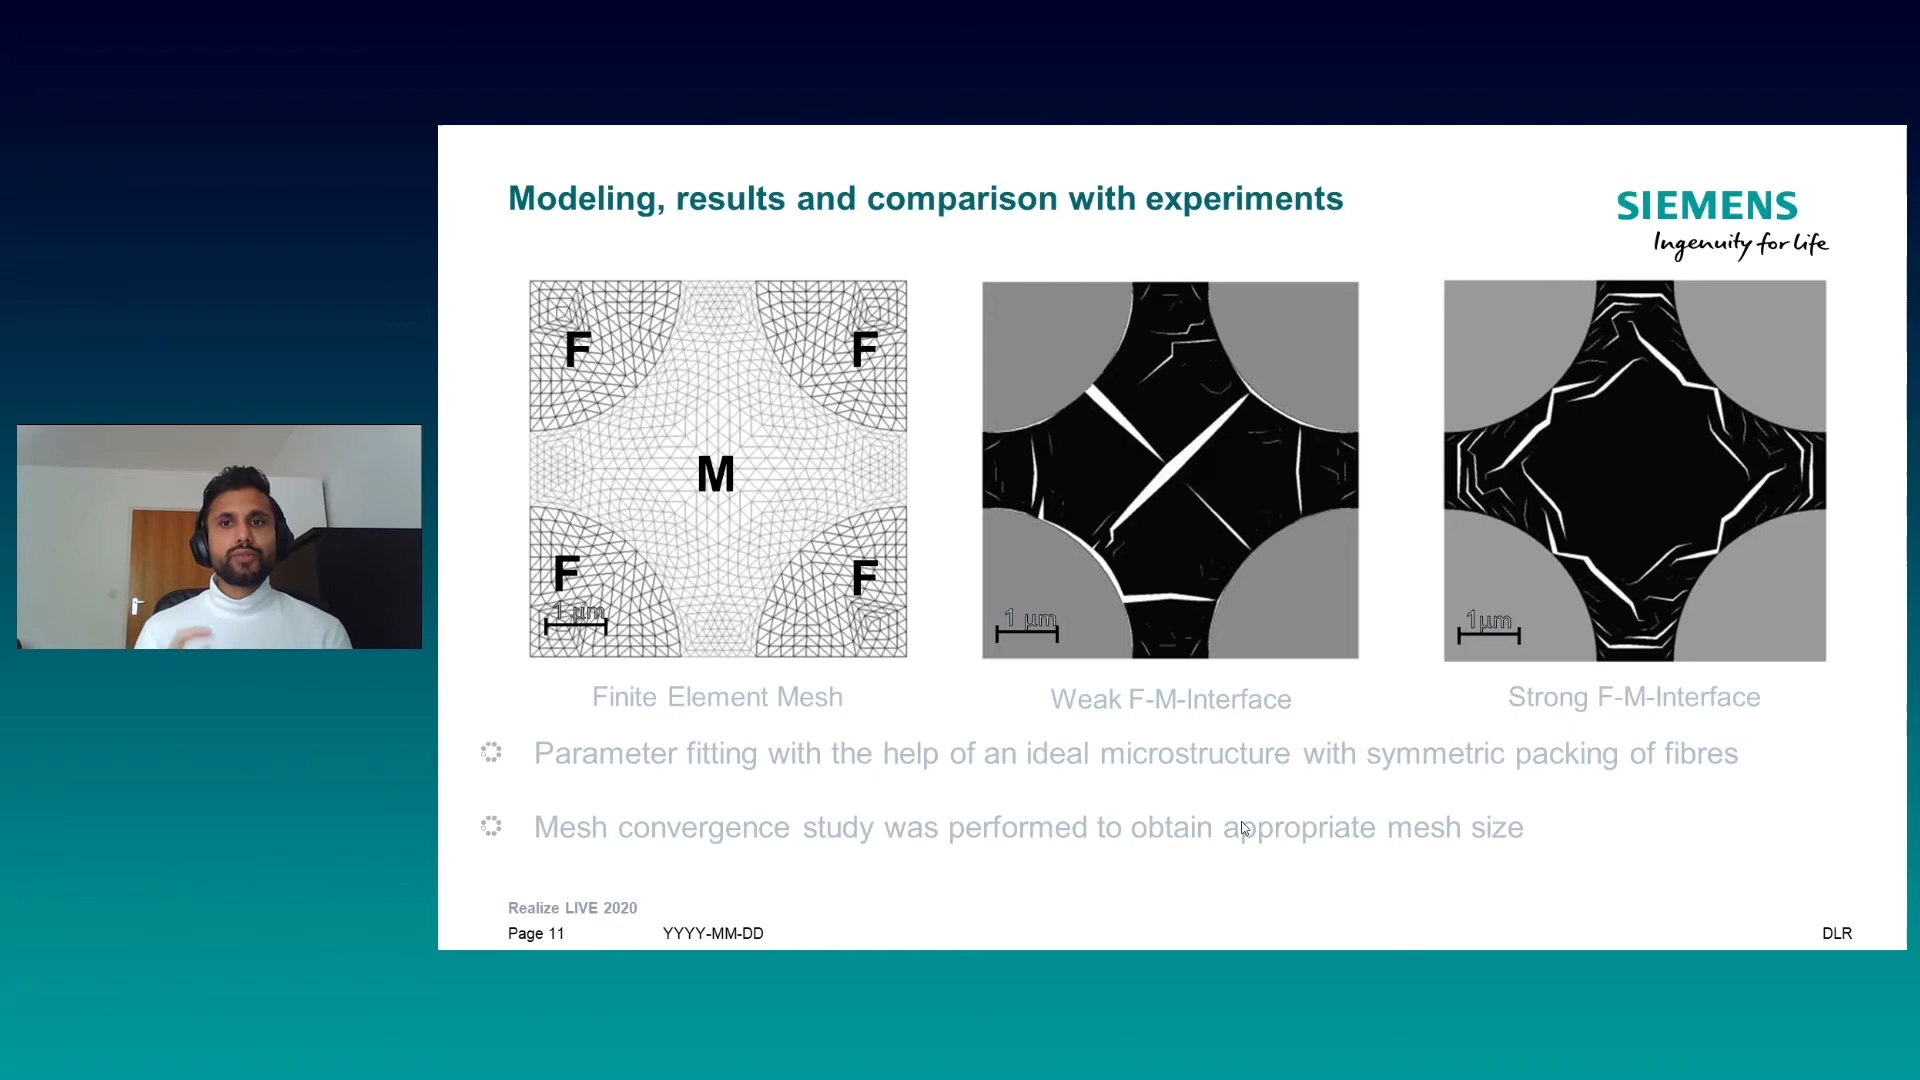 Modeling, results and comparison with experiments
SIEMENS
Ingenuity for life
F
F
M
F
F
1 µm
1 µm
1µm
Finite Element Mesh
Weak F-M-Interface
Strong F-M-Interface
Parameter fitting with the help of an ideal microstructure with symmetric packing of fibres
Mesh convergence study was performed to obtain appropriate mesh size
Realize LIVE 2020
Page 11
YYYY-MM-DD
DLR